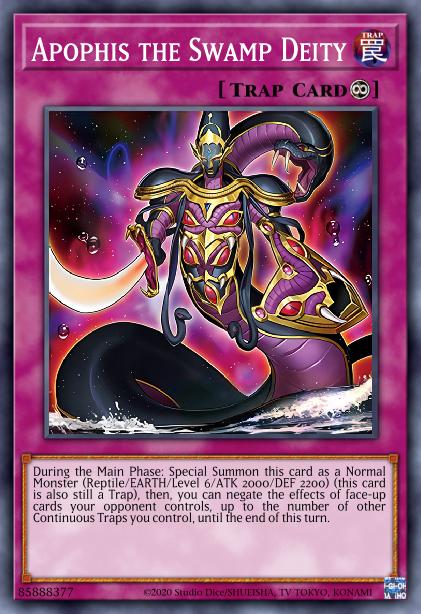 APOPHIS THE SWAMP DEITY
TRAP
罠
[TRAP CARD ]
During the Main Phase: Special Summon this card as a Normal
Monster (Reptile/EARTH/Level 6/ATK 2000/DEF 2200) (this card
is also still a Trap), then, you can negate the effects of face-up
cards your opponent controls, up to the number of other
Continuous Traps you control, until the end of this turn.
85888377
©2020 Studio Dice/SHUEISHA, TV TOKYO, KONAMI